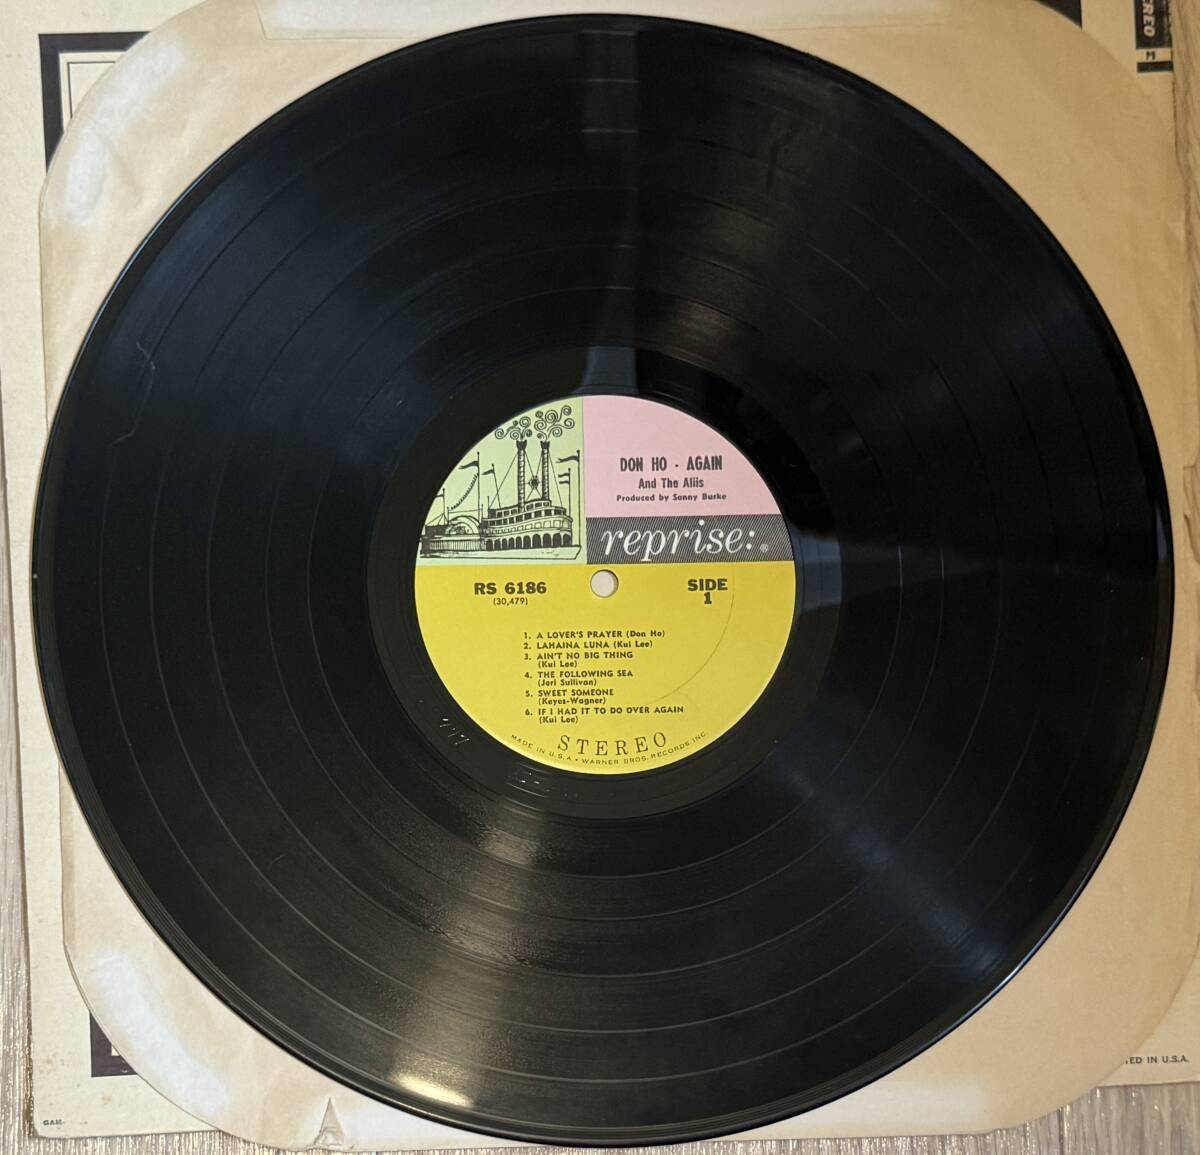 REO
DON HO - AGAIN
And The Aliis
Produced by Sonny Burke
reprise:®
RS 6186
(30,479)
SIDE
1
1. A LOVER'S PRAYER (Don Ho)
2. LAHAINA LUNA (Kui Lee)
3. AIN'T NO BIG THING
(Kui Lee)
4. THE FOLLOWING SEA
(Jeri Sullivan)
5. SWEET SOMEONE
(Keyes-Wagner)
6. IF I HAD IT TO DO OVER AGAIN
(Kui Lee)
STEREO
MADE IN U.S.A • WARNER BROS. RECORDS, INC.
TED IN U.S.A.